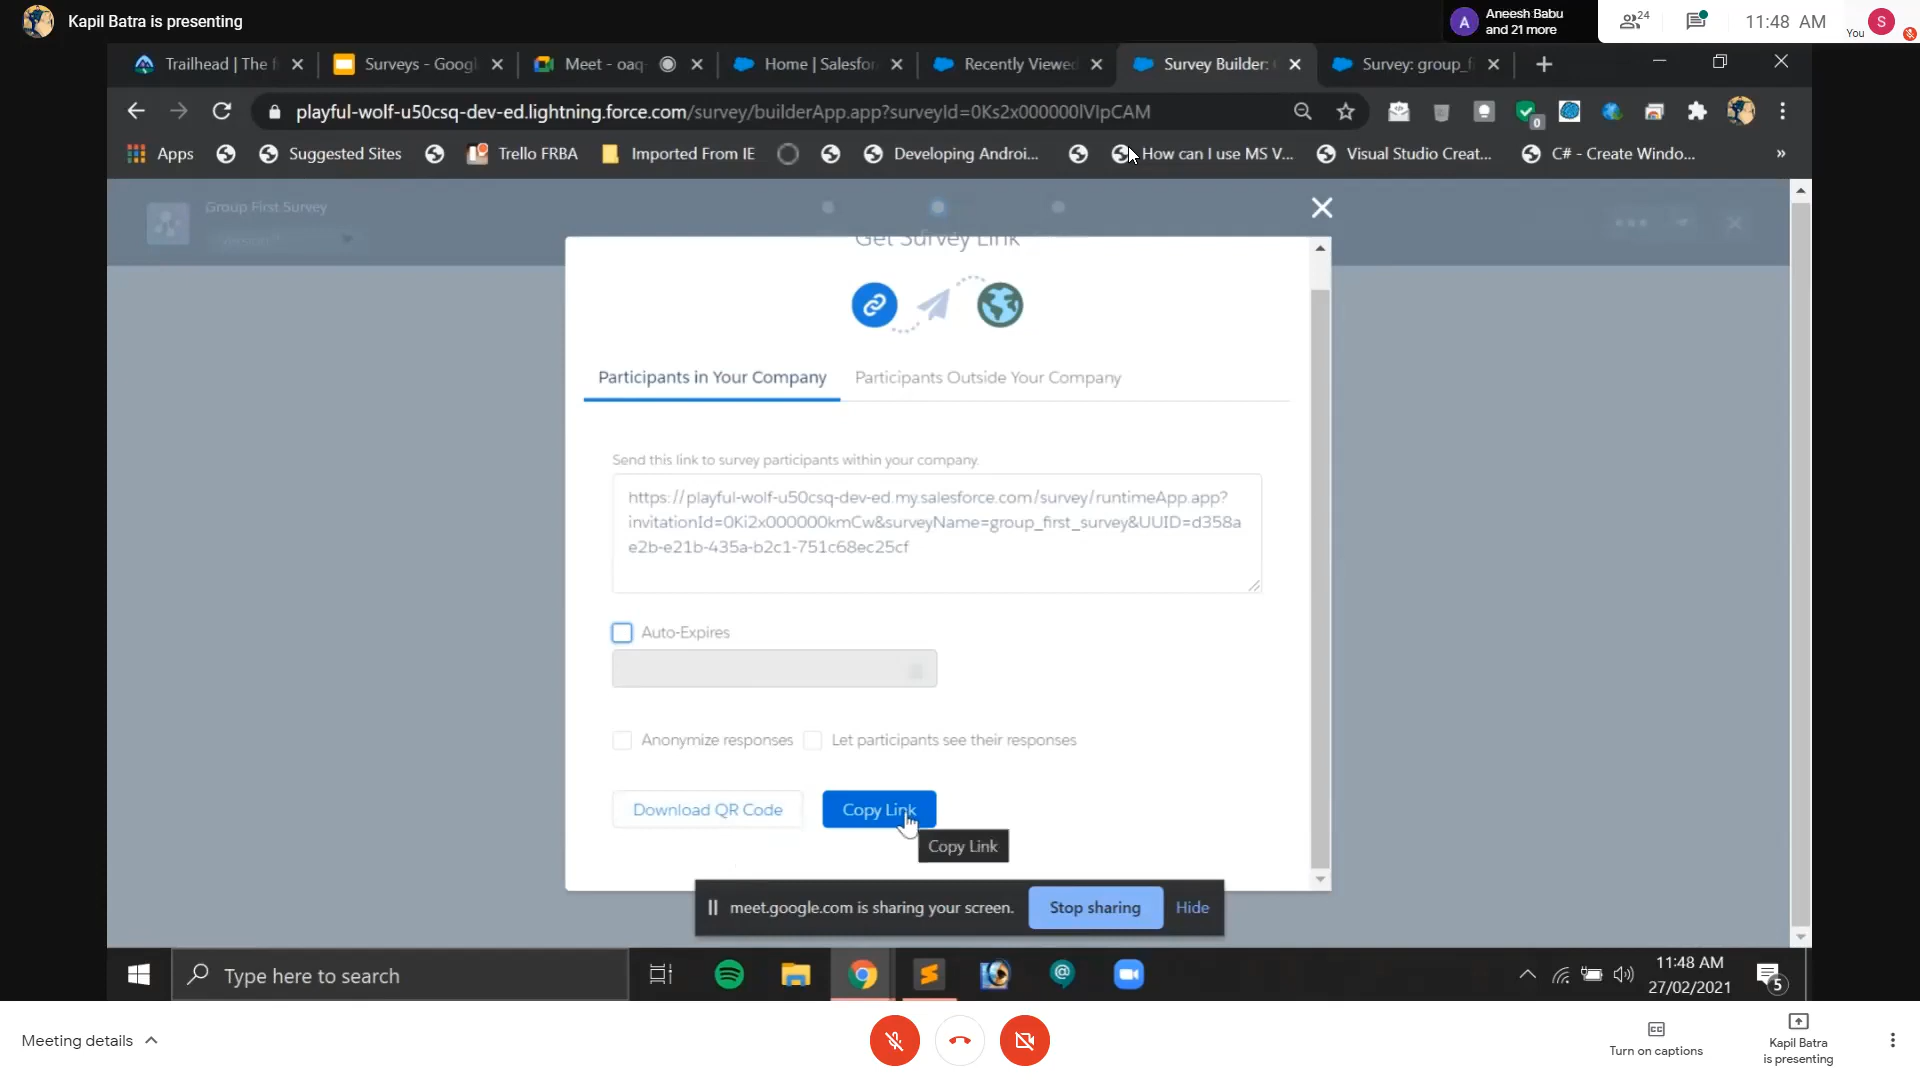 Kapil Batra is presenting
A
Aneesh Babu
and 21 more
24
11:48 AM
You
S
Trailhead | The f
Surveys - Googl
Meet - oaq-
Home | Salesfor
Recently Viewed
Survey Builder:
Survey: group_fi
playful-wolf-u50csq-dev-ed.lightning.force.com/survey/builderApp.app?surveyId=0Ks2x000000lVIpCAM
0
Apps
Suggested Sites
Trello FRBA
Imported From IE
Developing Androi...
How can I use MS V...
Visual Studio Creat...
C# - Create Windo...
»
Group First Survey
Get Survey Link
Participants in Your Company
Participants Outside Your Company
Send this link to survey participants within your company.
https://playful-wolf-u50csq-dev-ed.my.salesforce.com/survey/runtimeApp.app?
invitationId=0Ki2x000000kmCw&surveyName=group_first_survey&UUID=d358a
e2b-e21b-435a-b2c1-751c68ec25cf
Auto-Expires
Anonymize responses
Let participants see their responses
Download QR Code
Copy Link
Copy Link
meet.google.com is sharing your screen.
Stop sharing
Hide
Type here to search
11:48 AM
27/02/2021
5
Meeting details
Turn on captions
Kapil Batra
is presenting